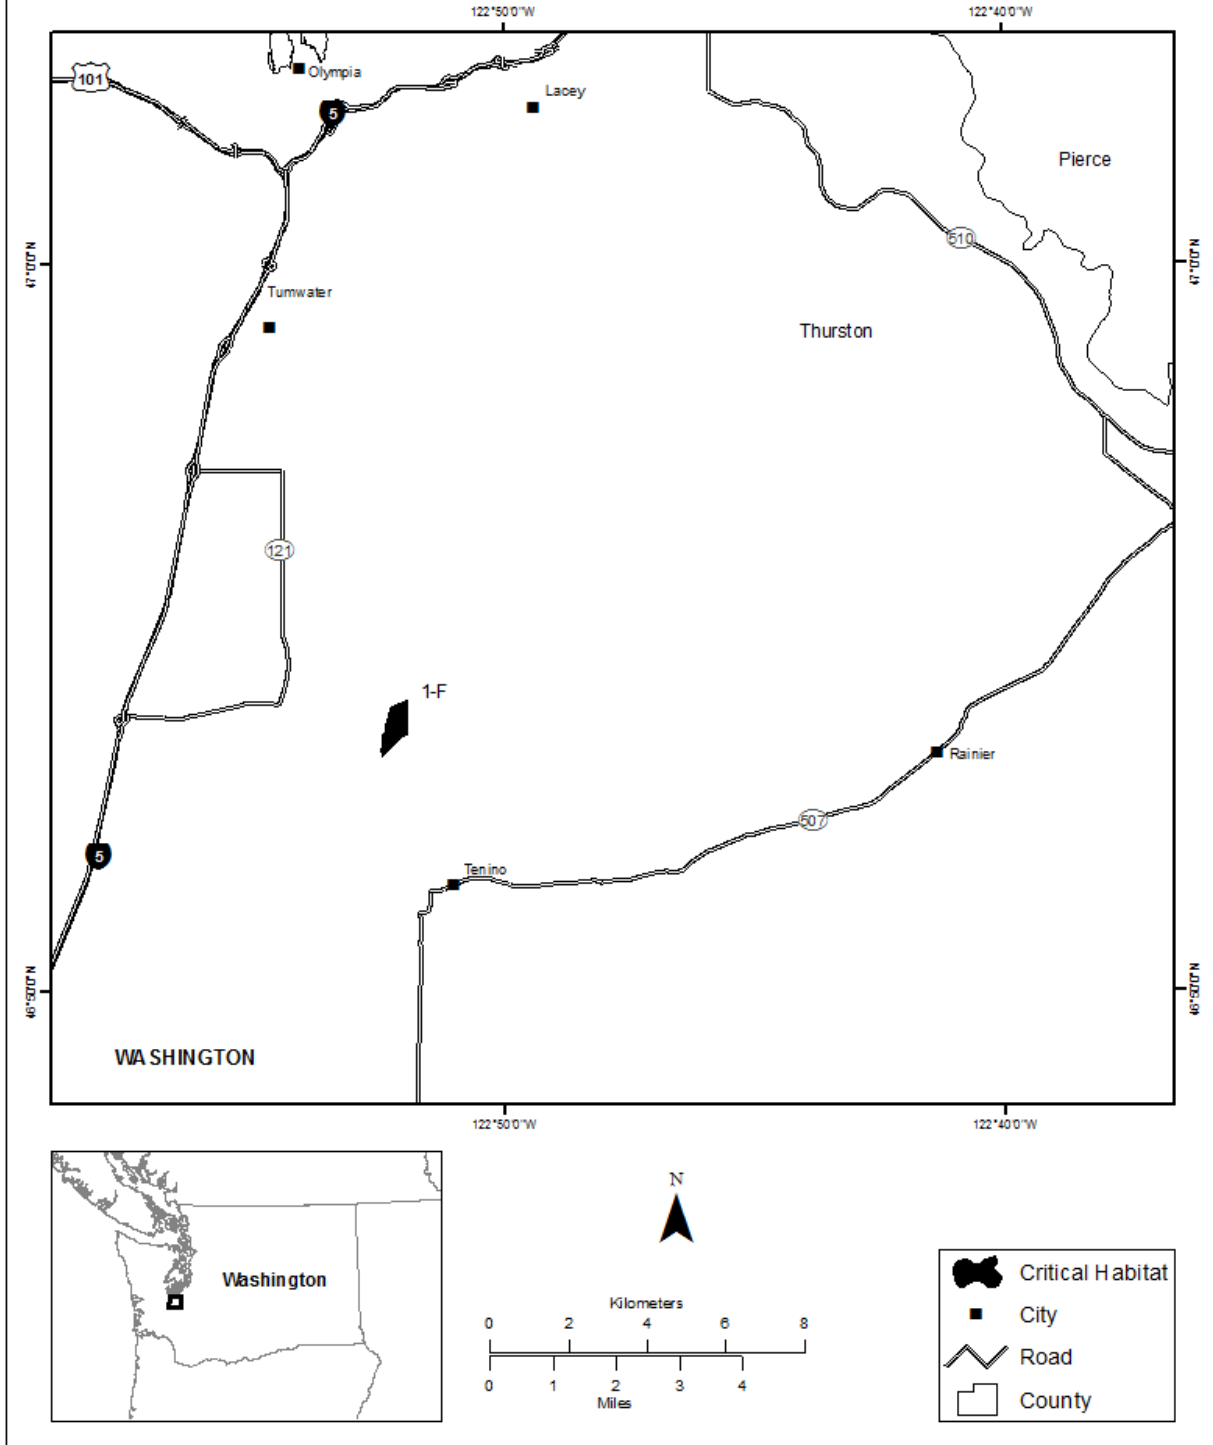 122°50'0"W
122°40'0"W
101
Olympia
5
Lacey
Pierce
510
47°0'0"N
47°0'0"N
Tumwater
Thurston
121
1-F
Rainier
507
5
Tenino
46°50'0"N
46°50'0"N
WASHINGTON
122°50'0"W
122°40'0"W
Washington
N
Kilometers
0 2 4 6 8
0 1 2 3 4
Miles
Critical Habitat
City
Road
County